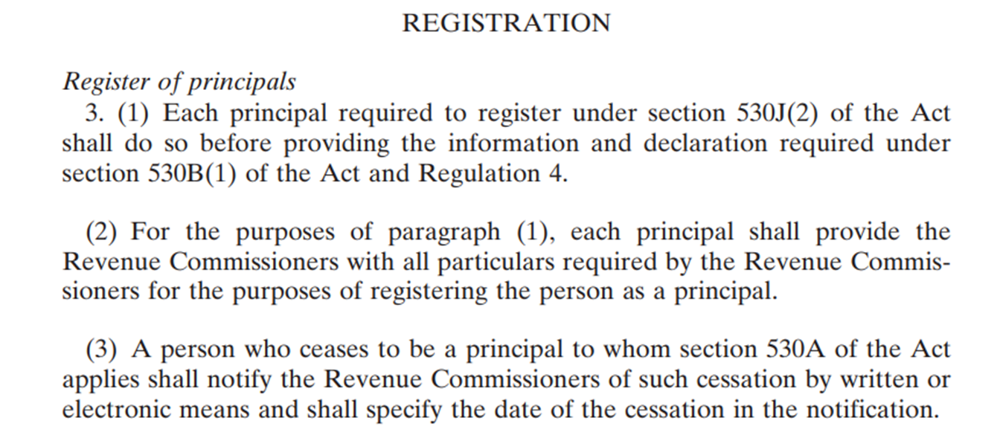 REGISTRATION
Register of principals
3. (1) Each principal required to register under section 530J(2) of the Act
shall do so before providing the information and declaration required under
section 530B(1) of the Act and Regulation 4.
(2) For the purposes of paragraph (1), each principal shall provide the
Revenue Commissioners with all particulars required by the Revenue Commis-
sioners for the purposes of registering the person as a principal.
(3) A person who ceases to be a principal to whom section 530A of the Act
applies shall notify the Revenue Commissioners of such cessation by written or
electronic means and shall specify the date of the cessation in the notification.